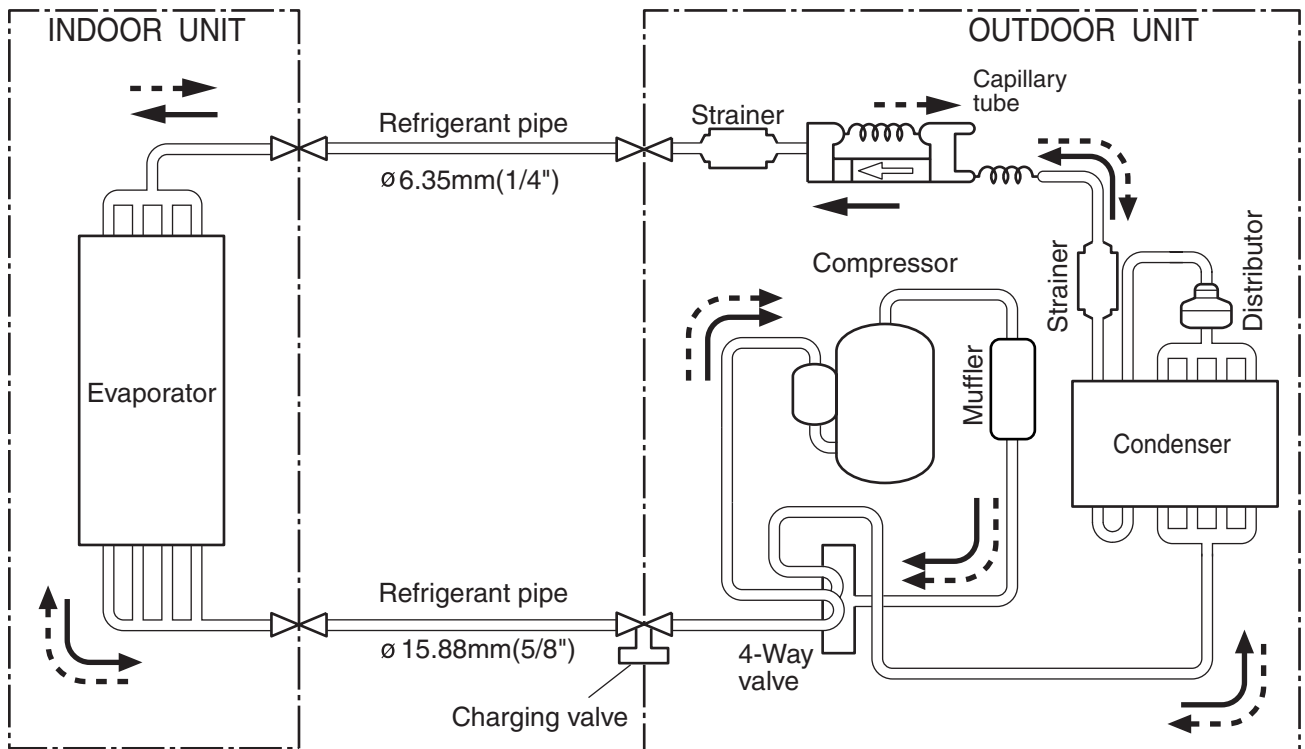 INDOOR UNIT
OUTDOOR UNIT
Capillary
tube
Strainer
Refrigerant pipe
ø 6.35mm(1/4")
Compressor
Strainer
Distributor
Muffler
Evaporator
Condenser
Refrigerant pipe
ø 15.88mm(5/8")
4-Way
valve
Charging valve